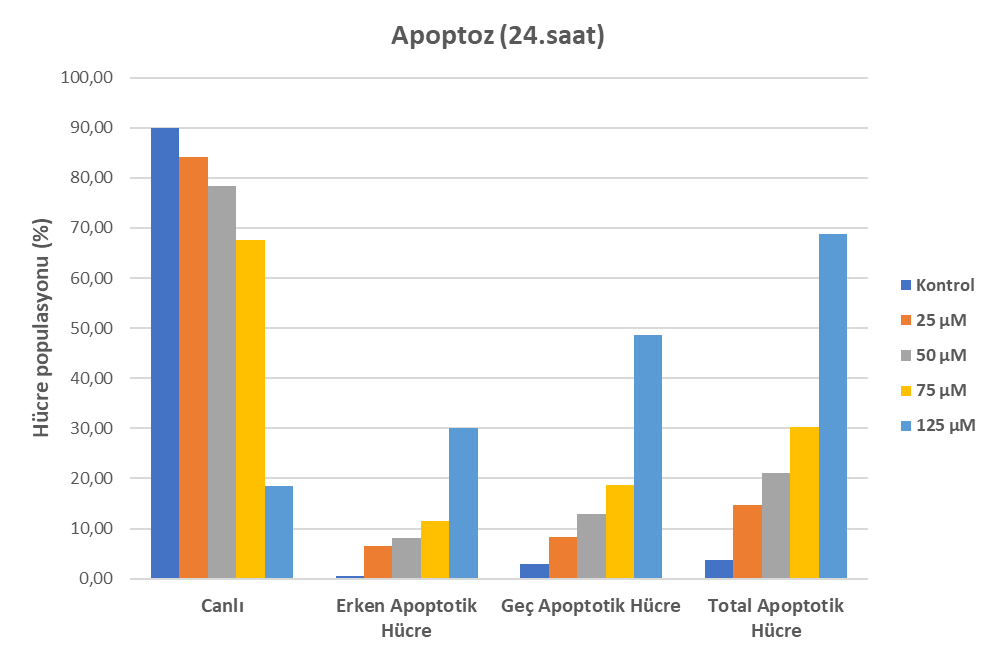 Apoptoz (24.saat)
100,00
90,00
80,00
70,00
60,00
50,00
40,00
30,00
20,00
10,00
0,00
Hücre populasyonu (%)
Canlı
Erken Apoptotik
Hücre
Geç Apoptotik Hücre
Total Apoptotik
Hücre
Kontrol
25 µM
50 µM
75 µM
125 µM